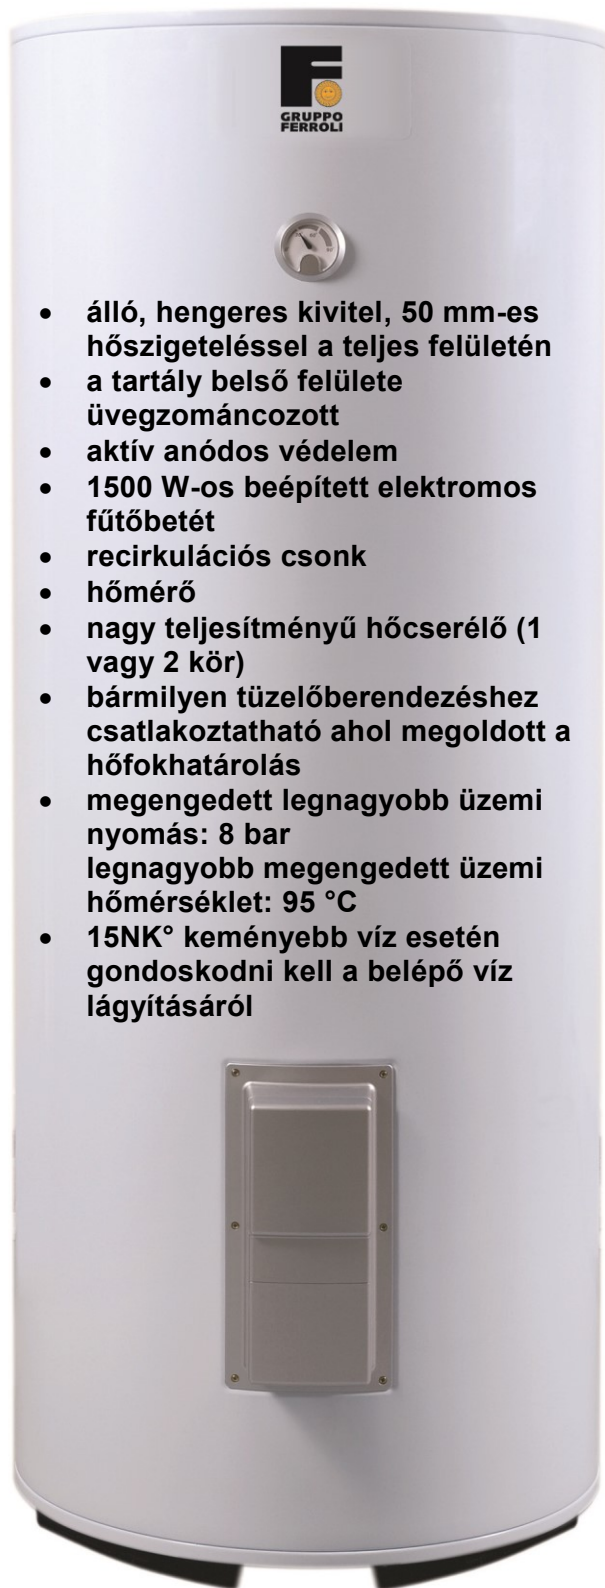 GRUPPO
FERROLI
• álló, hengeres kivitel, 50 mm-es
hőszigeteléssel a teljes felületén
• a tartály belső felülete
üvegzománcozott
• aktív anódos védelem
• 1500 W-os beépített elektromos
fűtőbetét
• recirkulációs csonk
• hőmérő
• nagy teljesítményű hőcserélő (1
vagy 2 kör)
• bármilyen tüzelőberendezéshez
csatlakoztatható ahol megoldott a
hőfokhatárolás
• megengedett legnagyobb üzemi
nyomás: 8 bar
legnagyobb megengedett üzemi
hőmérséklet: 95 °C
• 15NK° keményebb víz esetén
gondoskodni kell a belépő víz
lágyításáról